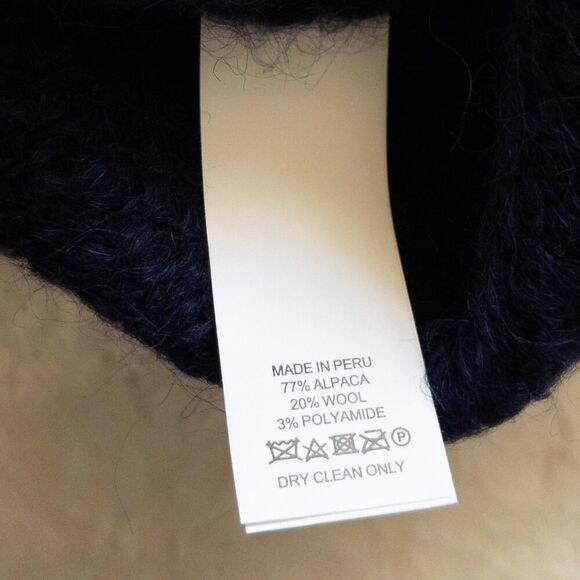 MADE IN PERU
77% ALPACA
20% WOOL
3% POLYAMIDE
P
DRY CLEAN ONLY